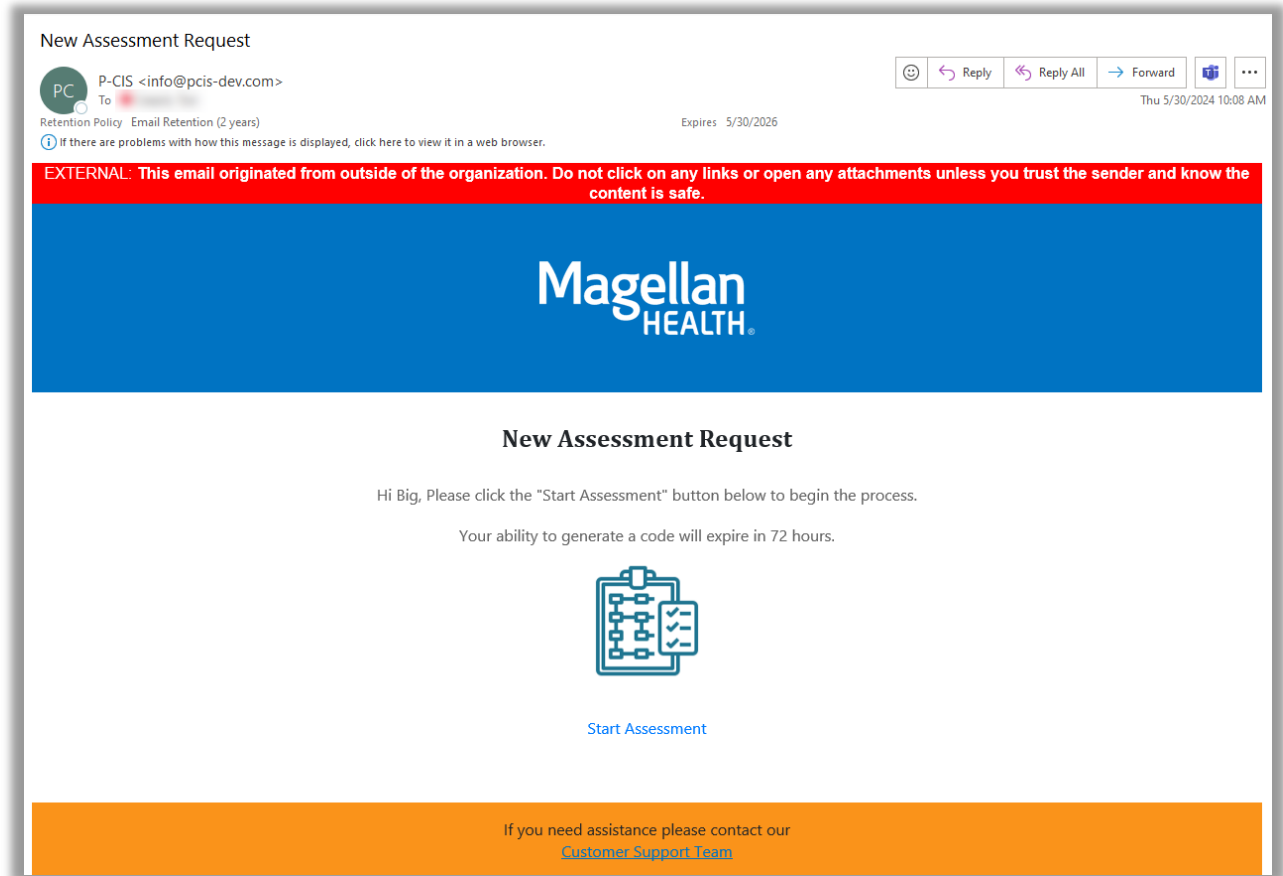 New Assessment Request
PC
P-CIS <info@pcis-dev.com>
To
Reply
Reply All
Forward
Thu 5/30/2024 10:08 AM
Retention Policy Email Retention (2 years)
Expires 5/30/2026
If there are problems with how this message is displayed, click here to view it in a web browser.
EXTERNAL: This email originated from outside of the organization. Do not click on any links or open any attachments unless you trust the sender and know the
content is safe.
Magellan
HEALTH®
New Assessment Request
Hi Big, Please click the "Start Assessment" button below to begin the process.
Your ability to generate a code will expire in 72 hours.
Start Assessment
If you need assistance please contact our
Customer Support Team